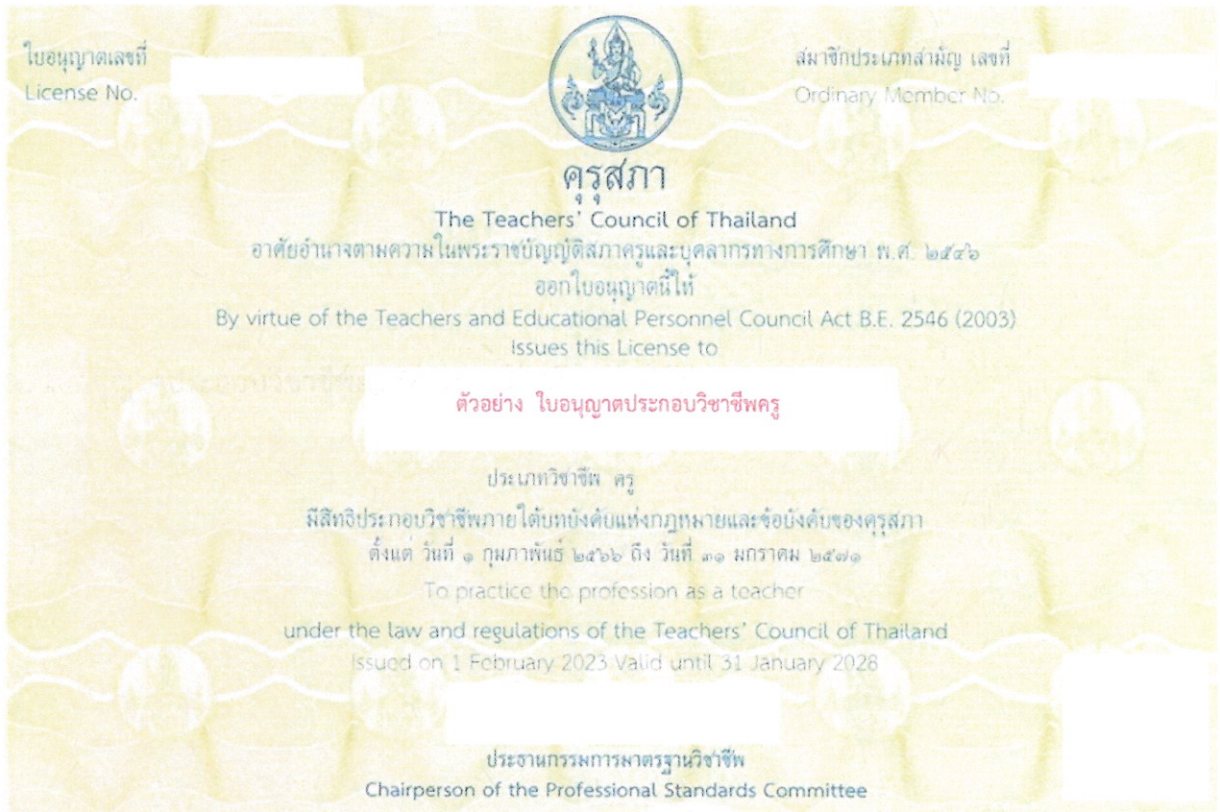 ใบอนุญาตเลขที่
License No.
สมาชิกประเภทสามัญ เลขที่
Ordinary Member No.
คุรุสภา
The Teachers' Council of Thailand
อาศัยอำนาจตามความในพระราชบัญญัติสภาครูและบุคลากรทางการศึกษา พ.ศ. ๒๕๔๖
ออกใบอนุญาตนี้ให้
By virtue of the Teachers and Educational Personnel Council Act B.E. 2546 (2003)
Issues this License to
ตัวอย่าง ใบอนุญาตประกอบวิชาชีพครู
ประเภทวิชาชีพ ครู
มีสิทธิประกอบวิชาชีพภายใต้บทบังคับแห่งกฎหมายและข้อบังคับของคุรุสภา
ตั้งแต่ วันที่ ๑ กุมภาพันธ์ ๒๕๖๖ ถึง วันที่ ๓๑ มกราคม ๒๕๗๑
To practice the profession as a teacher
under the law and regulations of the Teachers' Council of Thailand
Issued on 1 February 2023 Valid until 31 January 2028
ประธานกรรมการมาตรฐานวิชาชีพ
Chairperson of the Professional Standards Committee